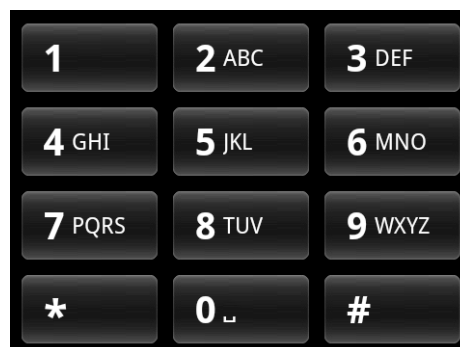 1 2 ABC 3 DEF
4 GHI 5 JKL 6 MNO
7 PQRS 8 TUV 9 WXYZ
* 0 ␣ #